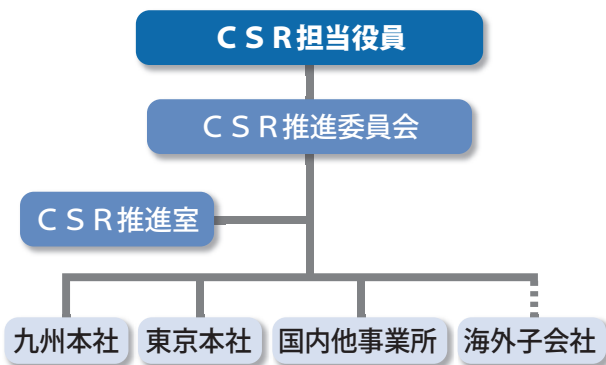 ＣＳＲ担当役員
ＣＳＲ推進委員会
ＣＳＲ推進室
九州本社
東京本社
国内他事業所
海外子会社